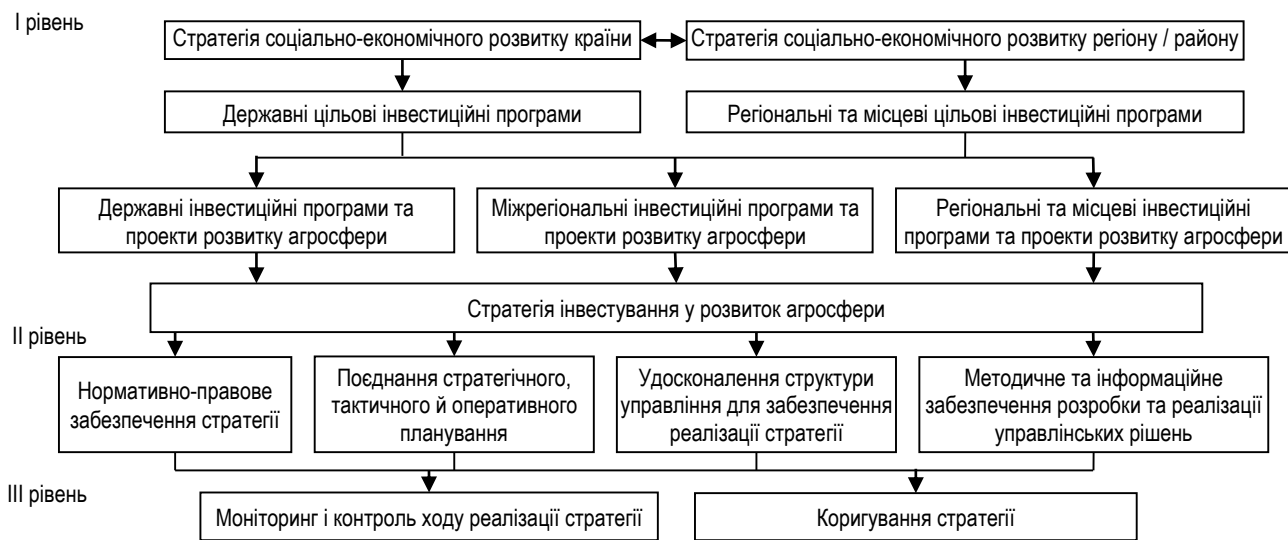 І рівень
Стратегія соціально-економічного розвитку країни
Стратегія соціально-економічного розвитку регіону / району
Державні цільові інвестиційні програми
Регіональні та місцеві цільові інвестиційні програми
Державні інвестиційні програми та
проекти розвитку агросфери
Міжрегіональні інвестиційні програми та
проекти розвитку агросфери
Регіональні та місцеві інвестиційні
програми та проекти розвитку агросфери
Стратегія інвестування у розвиток агросфери
ІІ рівень
Нормативно-правове
забезпечення стратегії
Поєднання стратегічного,
тактичного й оперативного
планування
Удосконалення структури
управління для забезпечення
реалізації стратегії
Методичне та інформаційне
забезпечення розробки та реалізації
управлінських рішень
ІІІ рівень
Моніторинг і контроль ходу реалізації стратегії
Коригування стратегії